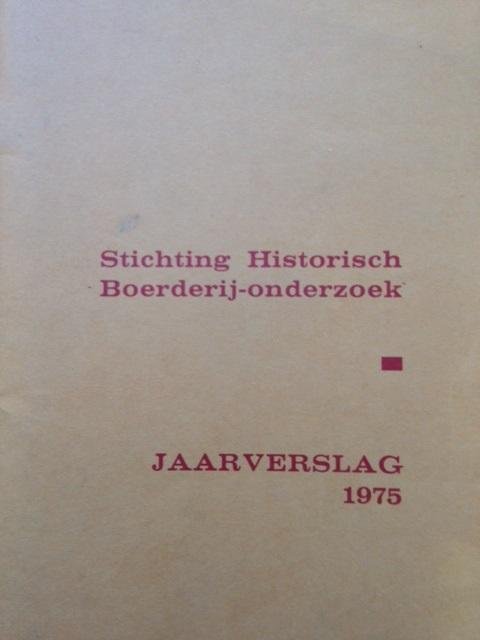 Stichting Historisch
Boerderij-onderzoek
JAARVERSLAG
1975